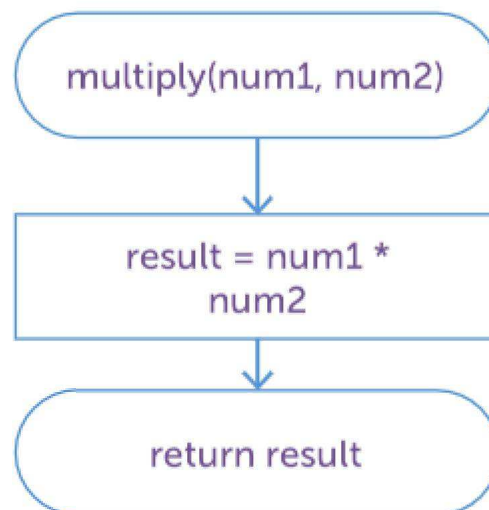 multiply(num1, num2)
result = num1 *
num2
return result